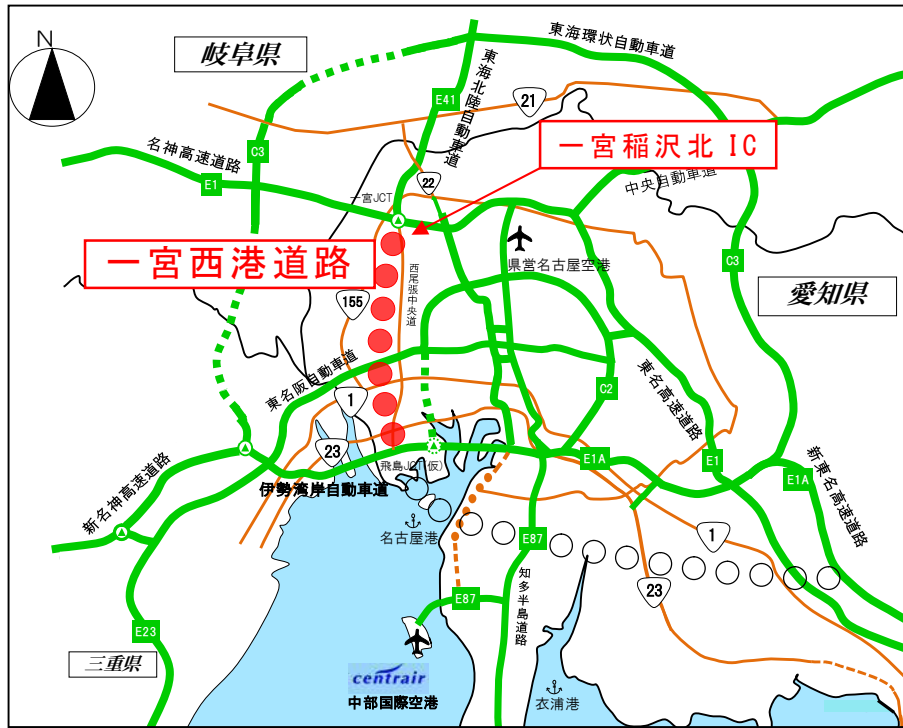 N
岐阜県
東海環状自動車道
東海北陸自動車道
E41
21
名神高速道路
C3
一宮稲沢北 IC
E1
22
中央自動車道
一宮JCT
一宮西港道路
県営名古屋空港
C3
西尾張中央道
155
愛知県
東名阪自動車道
1
C2
東名高速道路
23
飛島JCT(仮)
E1A
E1
新東名高速道路
E1A
伊勢湾岸自動車道
新名神高速道路
名古屋港
E87
1
知多半島道路
23
E87
E23
三重県
centrair
中部国際空港
衣浦港